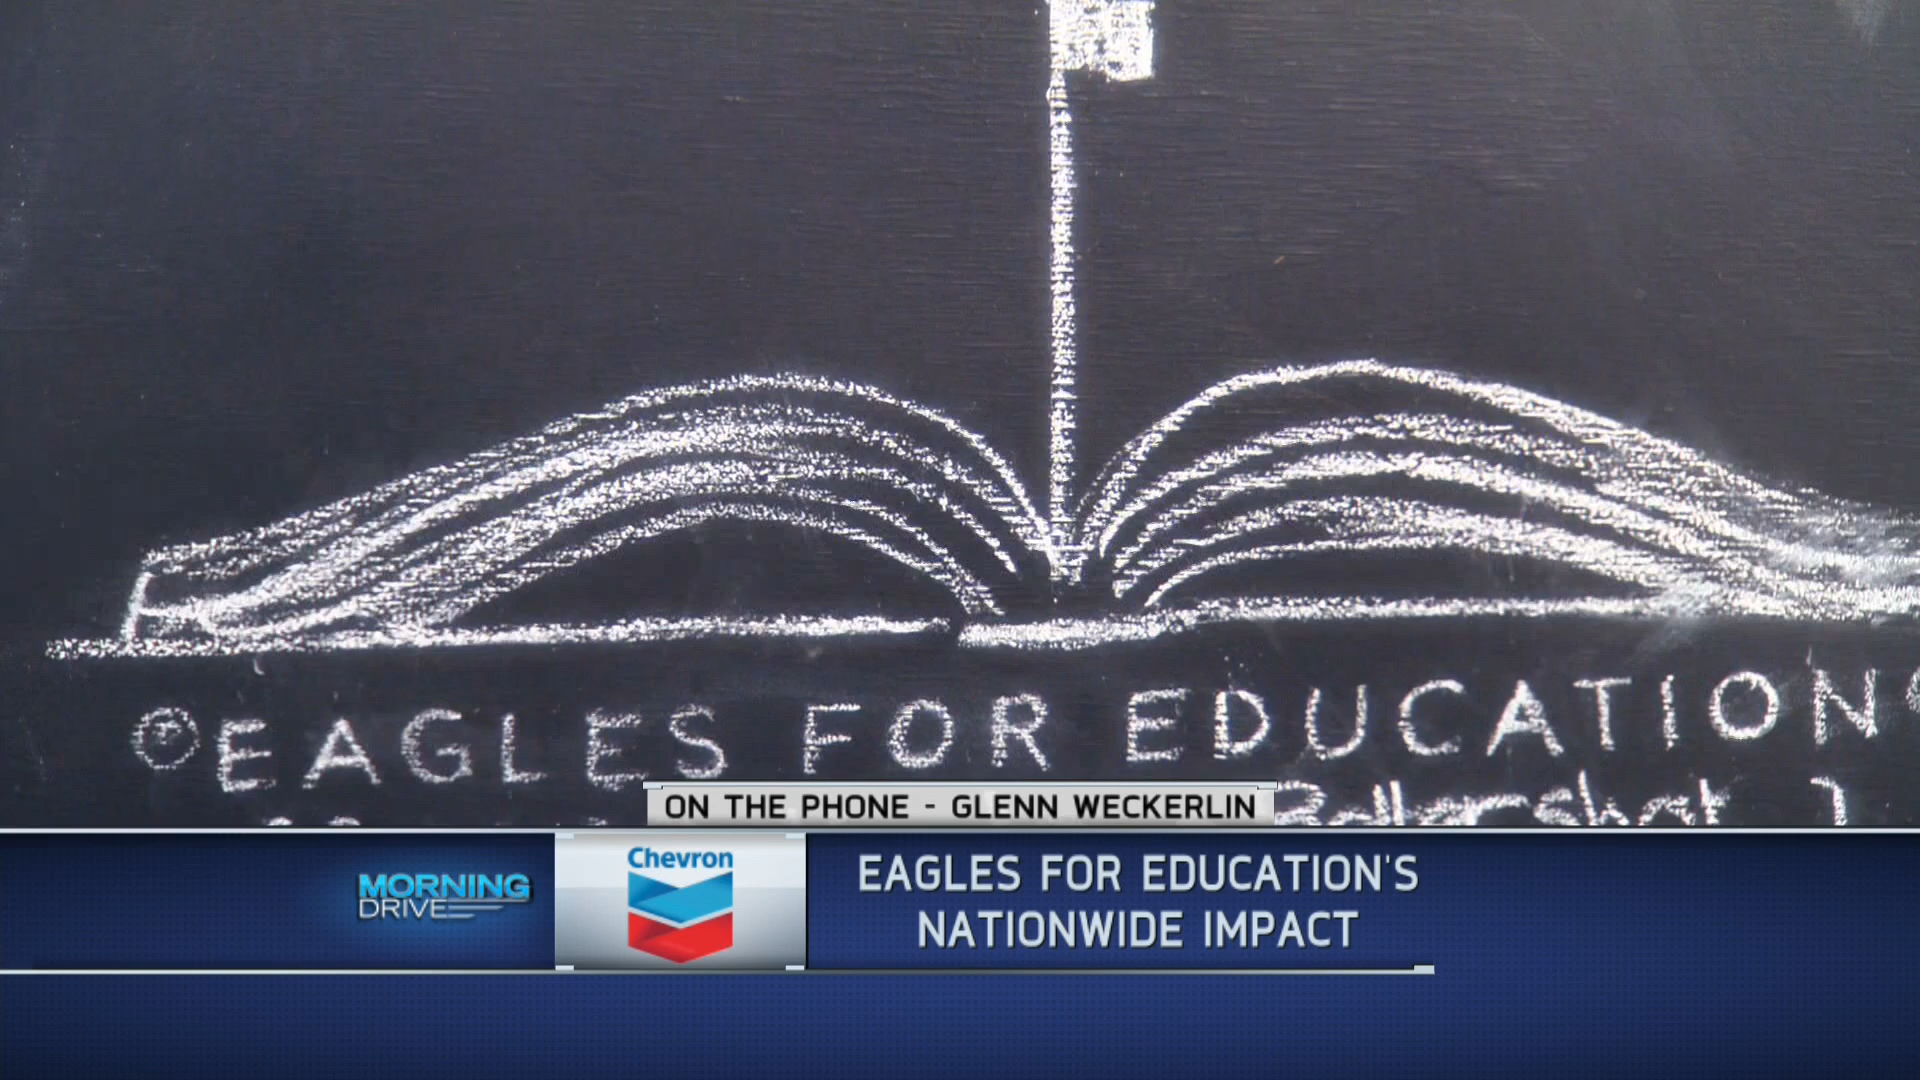 EAGLES FOR EDUCATION
ON THE PHONE - GLENN WECKERLIN
MORNING
DRIVE
Chevron
EAGLES FOR EDUCATION'S
NATIONWIDE IMPACT